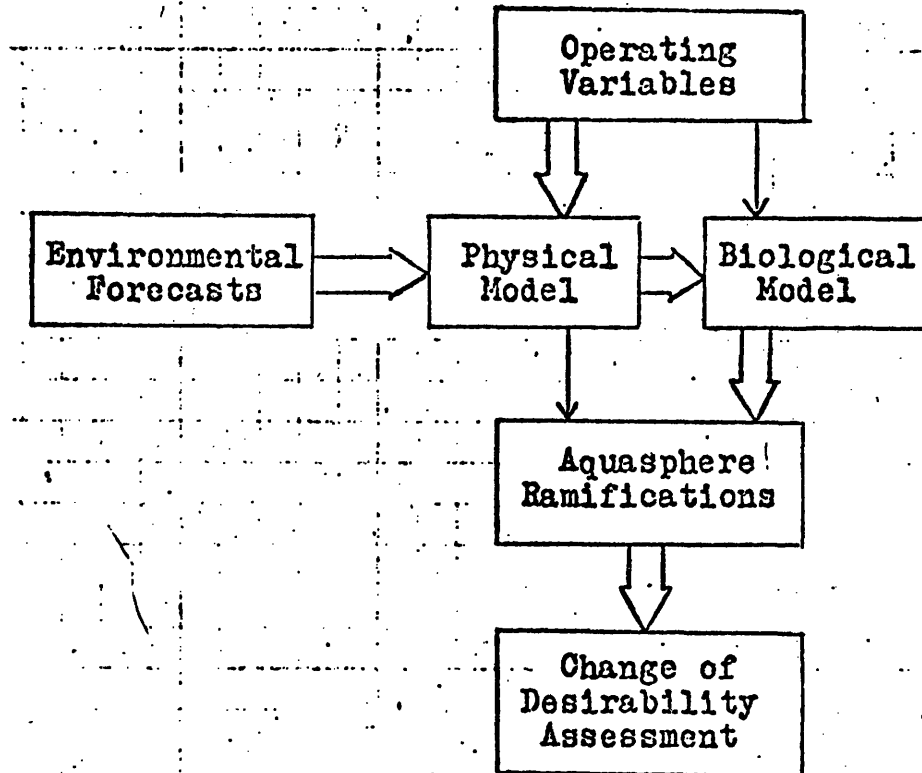 Operating
Variables
Environmental
Forecasts
Physical
Model
Biological
Model
Aquasphere
Ramifications
Change of
Desirability
Assessment